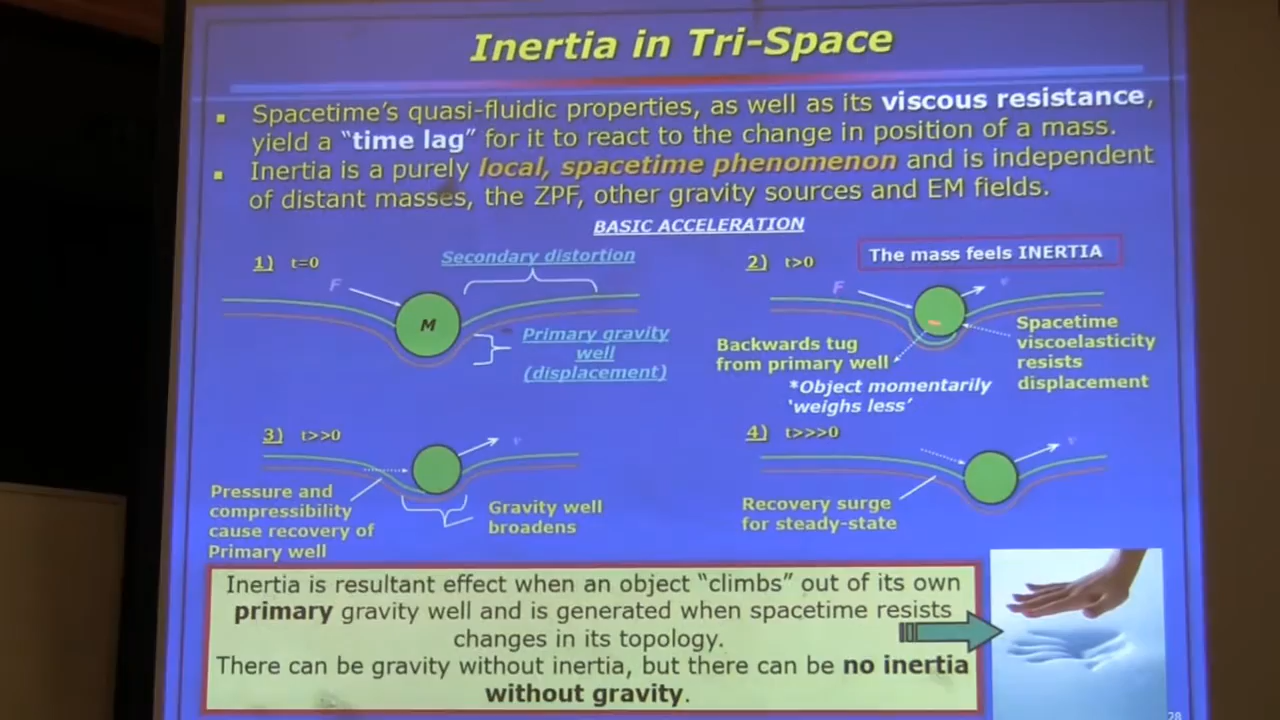 Inertia in Tri-Space
Spacetime's quasi-fluidic properties, as well as its viscous resistance,
yield a "time lag" for it to react to the change in position of a mass.
Inertia is a purely local, spacetime phenomenon and is independent
of distant masses, the ZPF, other gravity sources and EM fields.
BASIC ACCELERATION
1) t=0
Secondary distortion
F
M
Primary gravity
well
(displacement)
2) t>0
The mass feels INERTIA
F
v
Backwards tug
from primary well
*Object momentarily
'weighs less'
Spacetime
viscoelasticity
resists
displacement
3) t>>0
v
Pressure and
compressibility
cause recovery of
Primary well
Gravity well
broadens
4) t>>>0
v
Recovery surge
for steady-state
Inertia is resultant effect when an object "climbs" out of its own
primary gravity well and is generated when spacetime resists
changes in its topology.
There can be gravity without inertia, but there can be no inertia
without gravity.